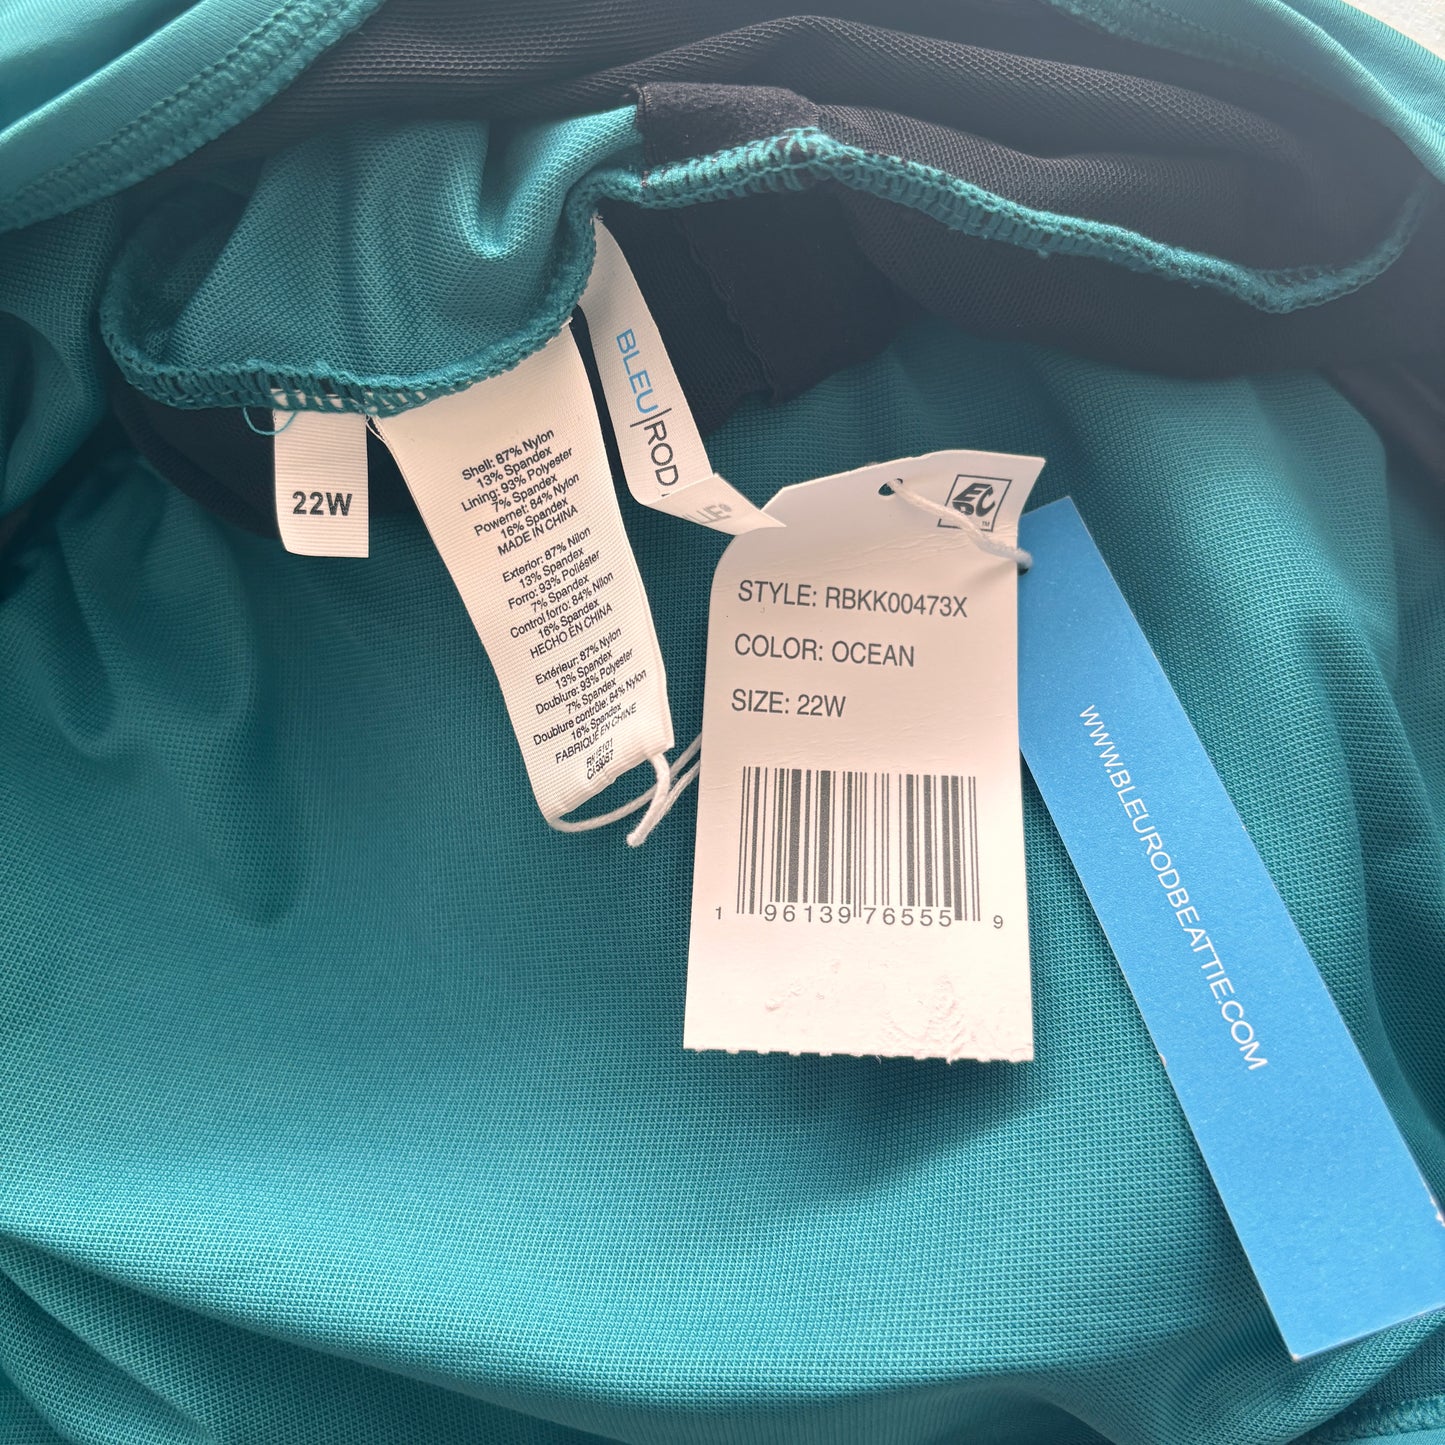 22W
Shell: 87% Nylon
13% Spandex
Lining: 93% Polyester
7% Spandex
Powernet: 84% Nylon
16% Spandex
MADE IN CHINA
Exterior: 87% Nilon
13% Spandex
Forro: 93% Poliéster
7% Spandex
Control forro: 84% Nilon
16% Spandex
HECHO EN CHINA
Extérieur: 87% Nylon
13% Spandex
Doublure: 93% Polyester
7% Spandex
Doublure contrôle: 84% Nylon
16% Spandex
FABRIQUÉ EN CHINE
BLEU|ROD
STYLE: RBKK00473X
COLOR: OCEAN
SIZE: 22W
1 96139 76555 9
WWW.BLEURODBEATTIE.COM